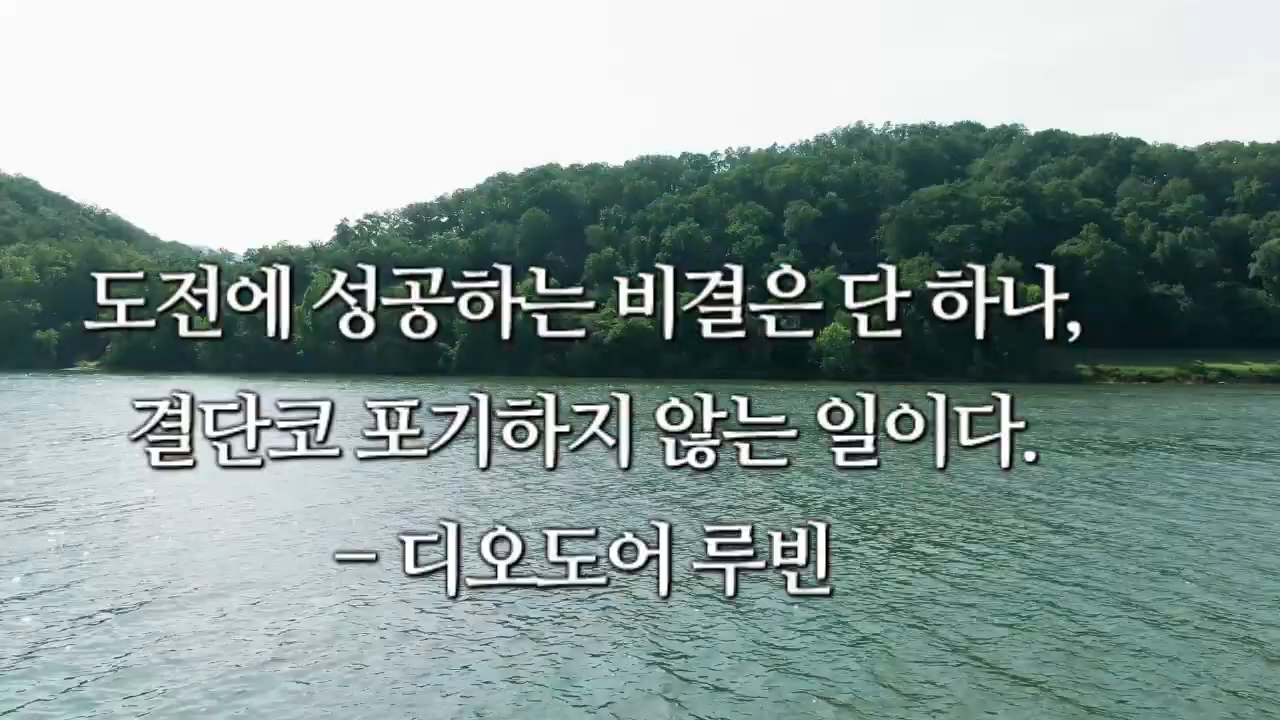 도전에 성공하는 비결은 단 하나,
결단코 포기하지 않는 일이다.
- 디오도어 루빈